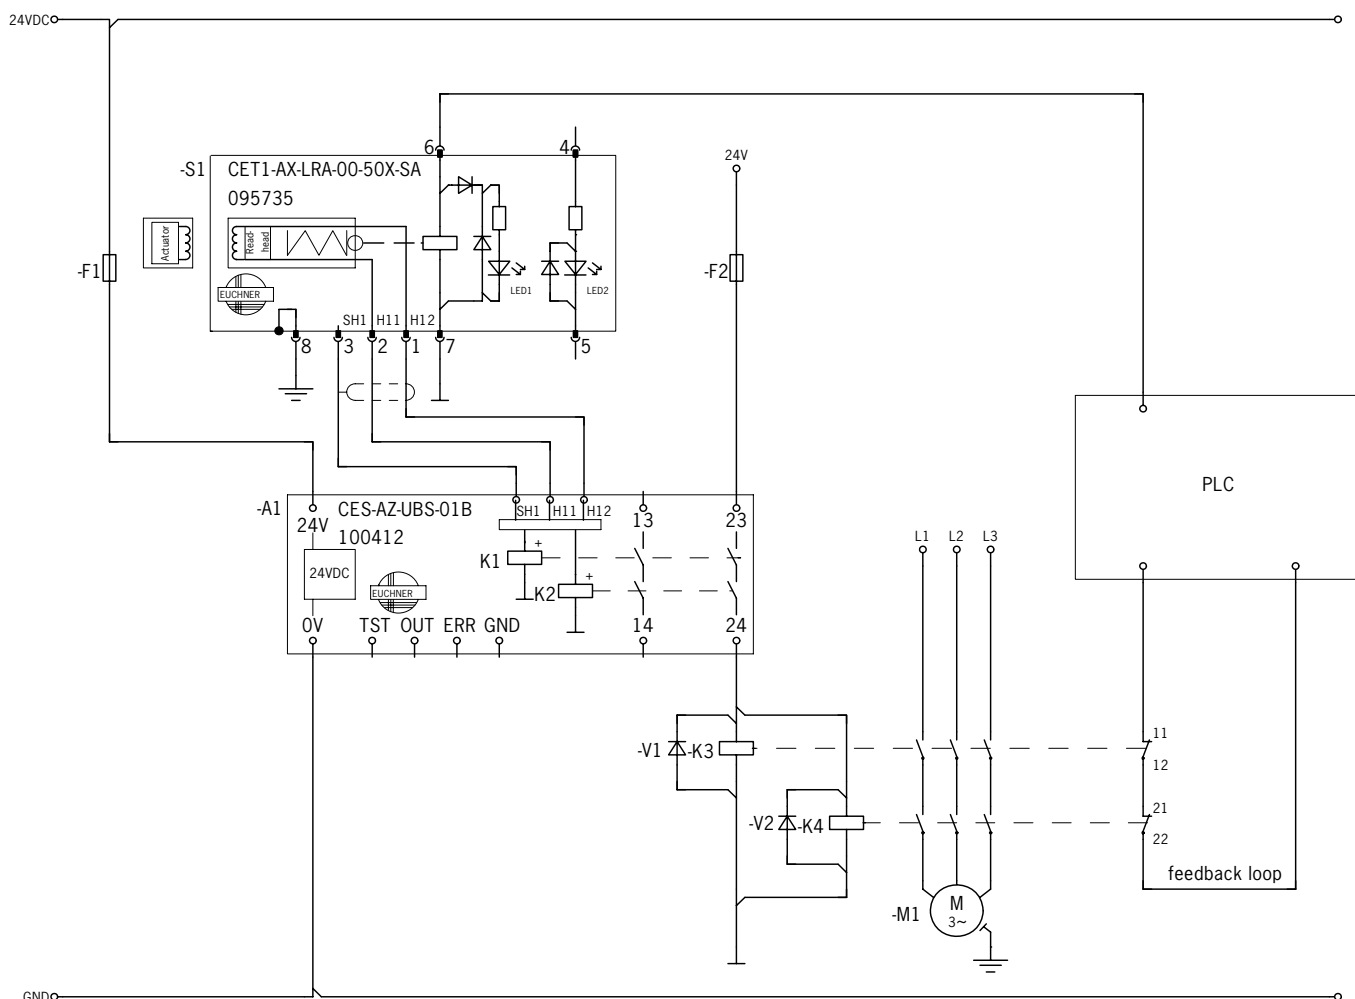 24VDC
6
4
-S1
CET1-AX-LRA-00-50X-SA
24V
095735
Actuator
Read-
head
-F1
-F2
EUCHNER
LED1
LED2
SH1
H11
H12
8
3
2
1
7
5
PLC
-A1
CES-AZ-UBS-01B
SH1
H11
H12
24V
13
23
100412
L1
L2
L3
K1
+
24VDC
+
EUCHNER
K2
0V
TST
OUT
ERR
GND
14
24
11
-V1
-K3
12
21
-V2
-K4
22
feedback loop
M
-M1
3~
GND